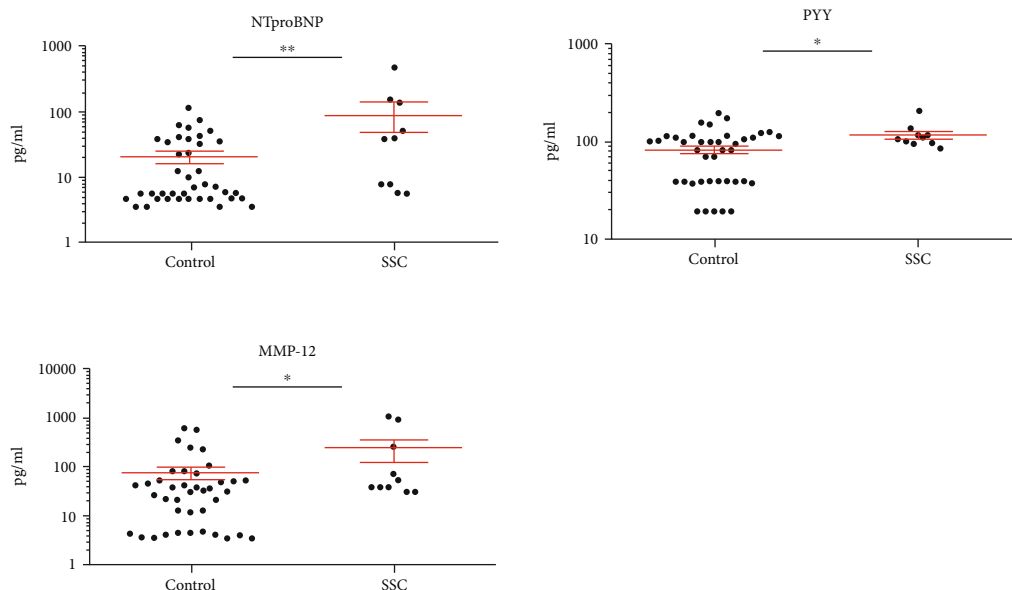 NTproBNP
**
1000
100
10
1
pg/ml
Control
SSC
PYY
*
1000
100
10
pg/ml
Control
SSC
MMP-12
*
10000
1000
100
10
1
pg/ml
Control
SSC